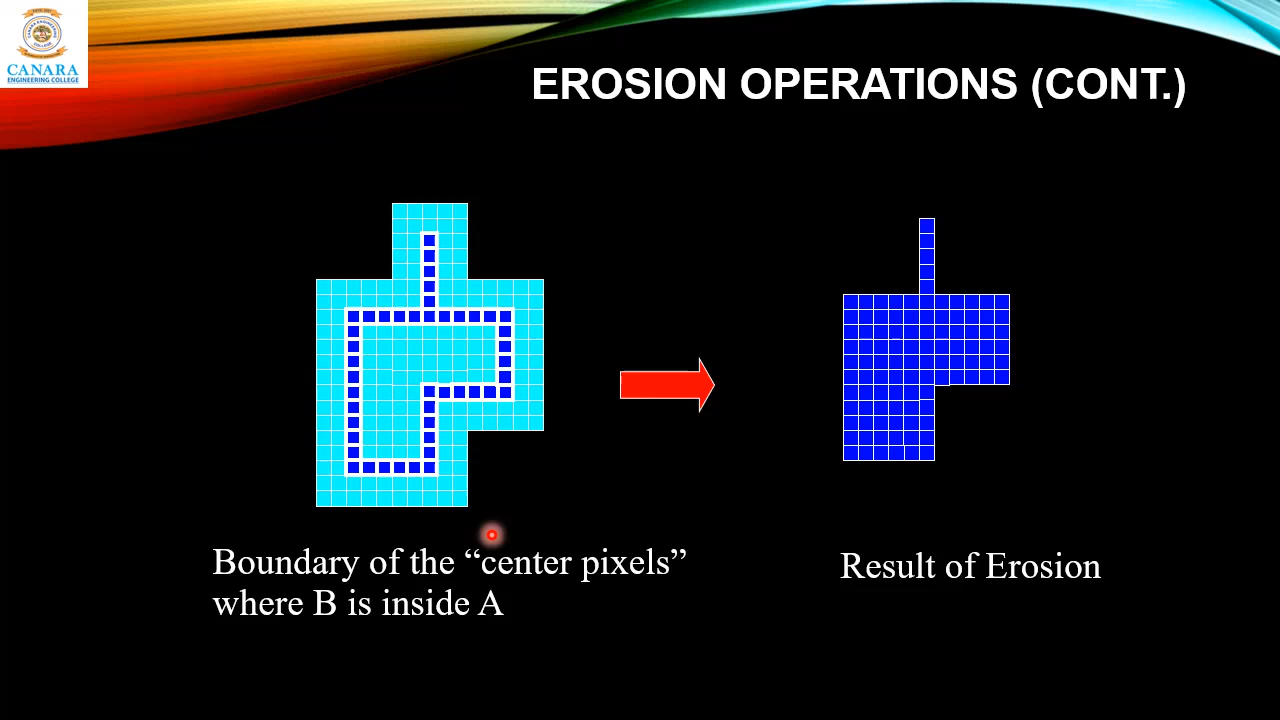 CANARA
ENGINEERING COLLEGE
EROSION OPERATIONS (CONT.)
Boundary of the “center pixels”
where B is inside A
Result of Erosion